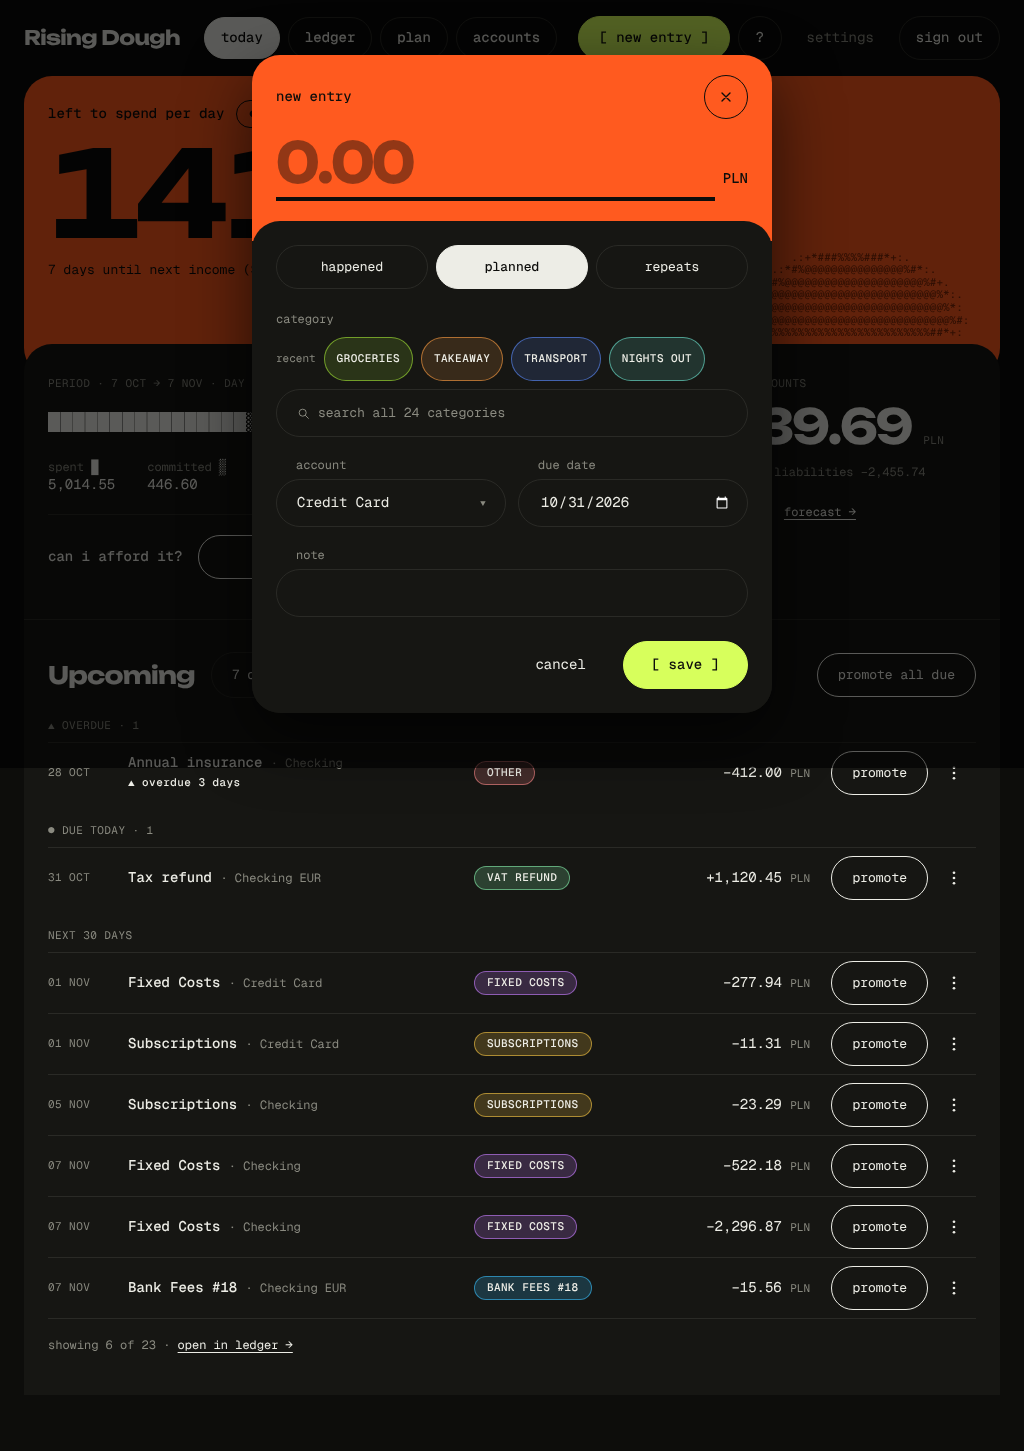 Rising Dough today ledger plan accounts [ new entry ] ? settings sign out
new entry
0.00
PLN
happened planned repeats
category
recent GROCERIES TAKEAWAY TRANSPORT NIGHTS OUT
search all 24 categories
account due date
Credit Card 10/31/2026
note
cancel [ save ]
left to spend per day
141
7 days until next income (
PERIOD · 7 OCT → 7 NOV · DAY
spent committed
5,014.55 446.60
can i afford it?
39.69 PLN
liabilities −2,455.74
forecast →
Upcoming promote all due
▲ OVERDUE · 1
28 OCT Annual insurance · Checking OTHER −412.00 PLN promote
▲ overdue 3 days
● DUE TODAY · 1
31 OCT Tax refund · Checking EUR VAT REFUND +1,120.45 PLN promote
NEXT 30 DAYS
01 NOV Fixed Costs · Credit Card FIXED COSTS −277.94 PLN promote
01 NOV Subscriptions · Credit Card SUBSCRIPTIONS −11.31 PLN promote
05 NOV Subscriptions · Checking SUBSCRIPTIONS −23.29 PLN promote
07 NOV Fixed Costs · Checking FIXED COSTS −522.18 PLN promote
07 NOV Fixed Costs · Checking FIXED COSTS −2,296.87 PLN promote
07 NOV Bank Fees #18 · Checking EUR BANK FEES #18 −15.56 PLN promote
showing 6 of 23 · open in ledger →